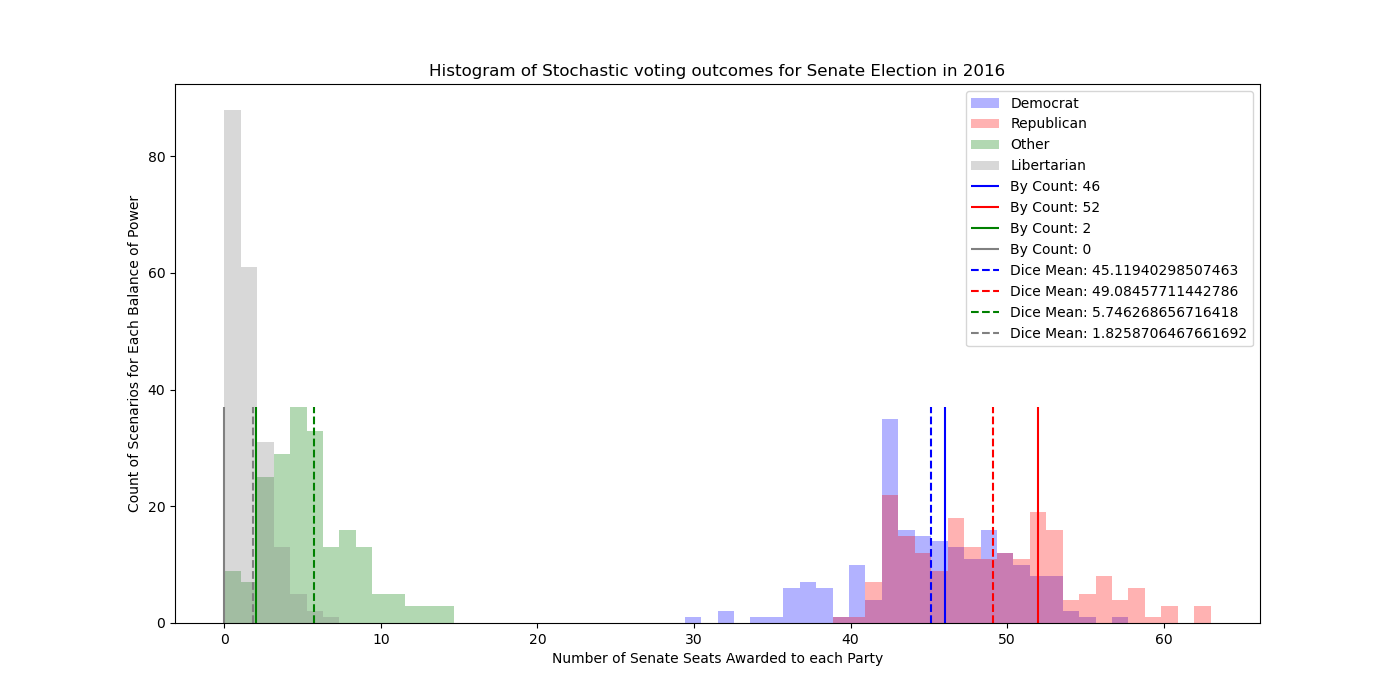 Histogram of Stochastic voting outcomes for Senate Election in 2016
Democrat
Republican
Other
Libertarian
By Count: 46
By Count: 52
By Count: 2
By Count: 0
Dice Mean: 45.11940298507463
Dice Mean: 49.08457711442786
Dice Mean: 5.746268656716418
Dice Mean: 1.8258706467661692
Count of Scenarios for Each Balance of Power
80
60
40
20
0
0 10 20 30 40 50 60
Number of Senate Seats Awarded to each Party